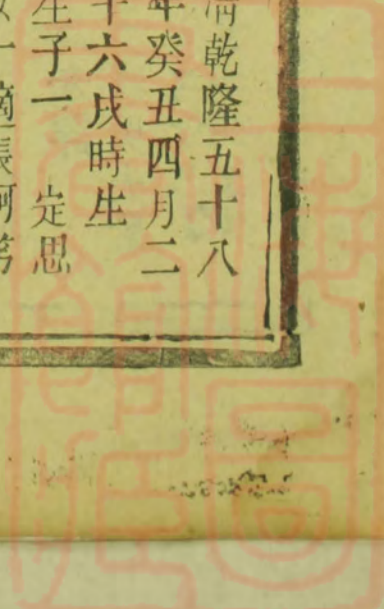 清乾隆五十八
年癸丑四月二
十六戌時生
生子一 定思
女一適張